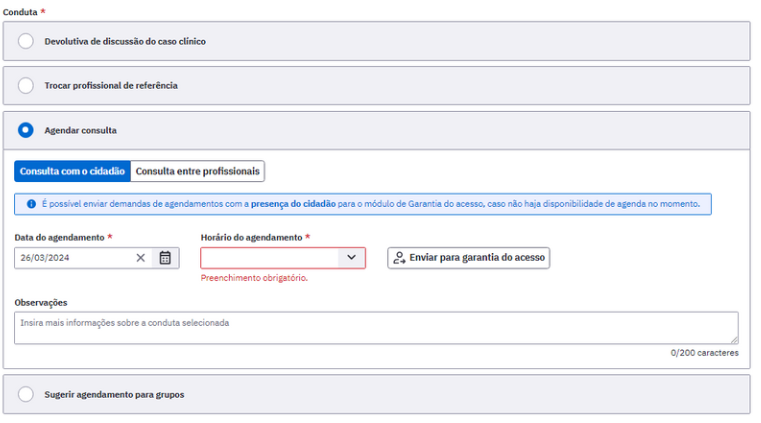 Conduta *
Devolutiva de discussão do caso clínico
Trocar profissional de referência
Agendar consulta
Consulta com o cidadão Consulta entre profissionais
É possível enviar demandas de agendamentos com a presença do cidadão para o módulo de Garantia do acesso, caso não haja disponibilidade de agenda no momento.
Data do agendamento * Horário do agendamento *
26/03/2024 Enviar para garantia do acesso
Preenchimento obrigatório.
Observações
Insira mais informações sobre a conduta selecionada
0/200 caracteres
Sugerir agendamento para grupos